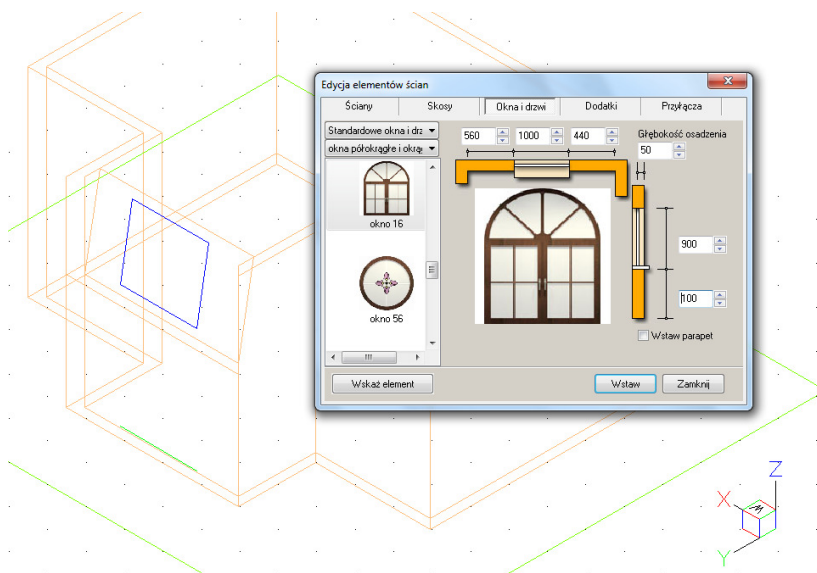 Edycja elementów ścian
x
Ściany Skosy Okna i drzwi Dodatki Przyłącza
Standardowe okna i drz
okna półokrągłe i okrąg
560 1000 440
Głębokość osadzenia
50
okno 16
okno 56
900
100
Wstaw parapet
Wskaż element
Wstaw Zamknij
Z
X
W
Y